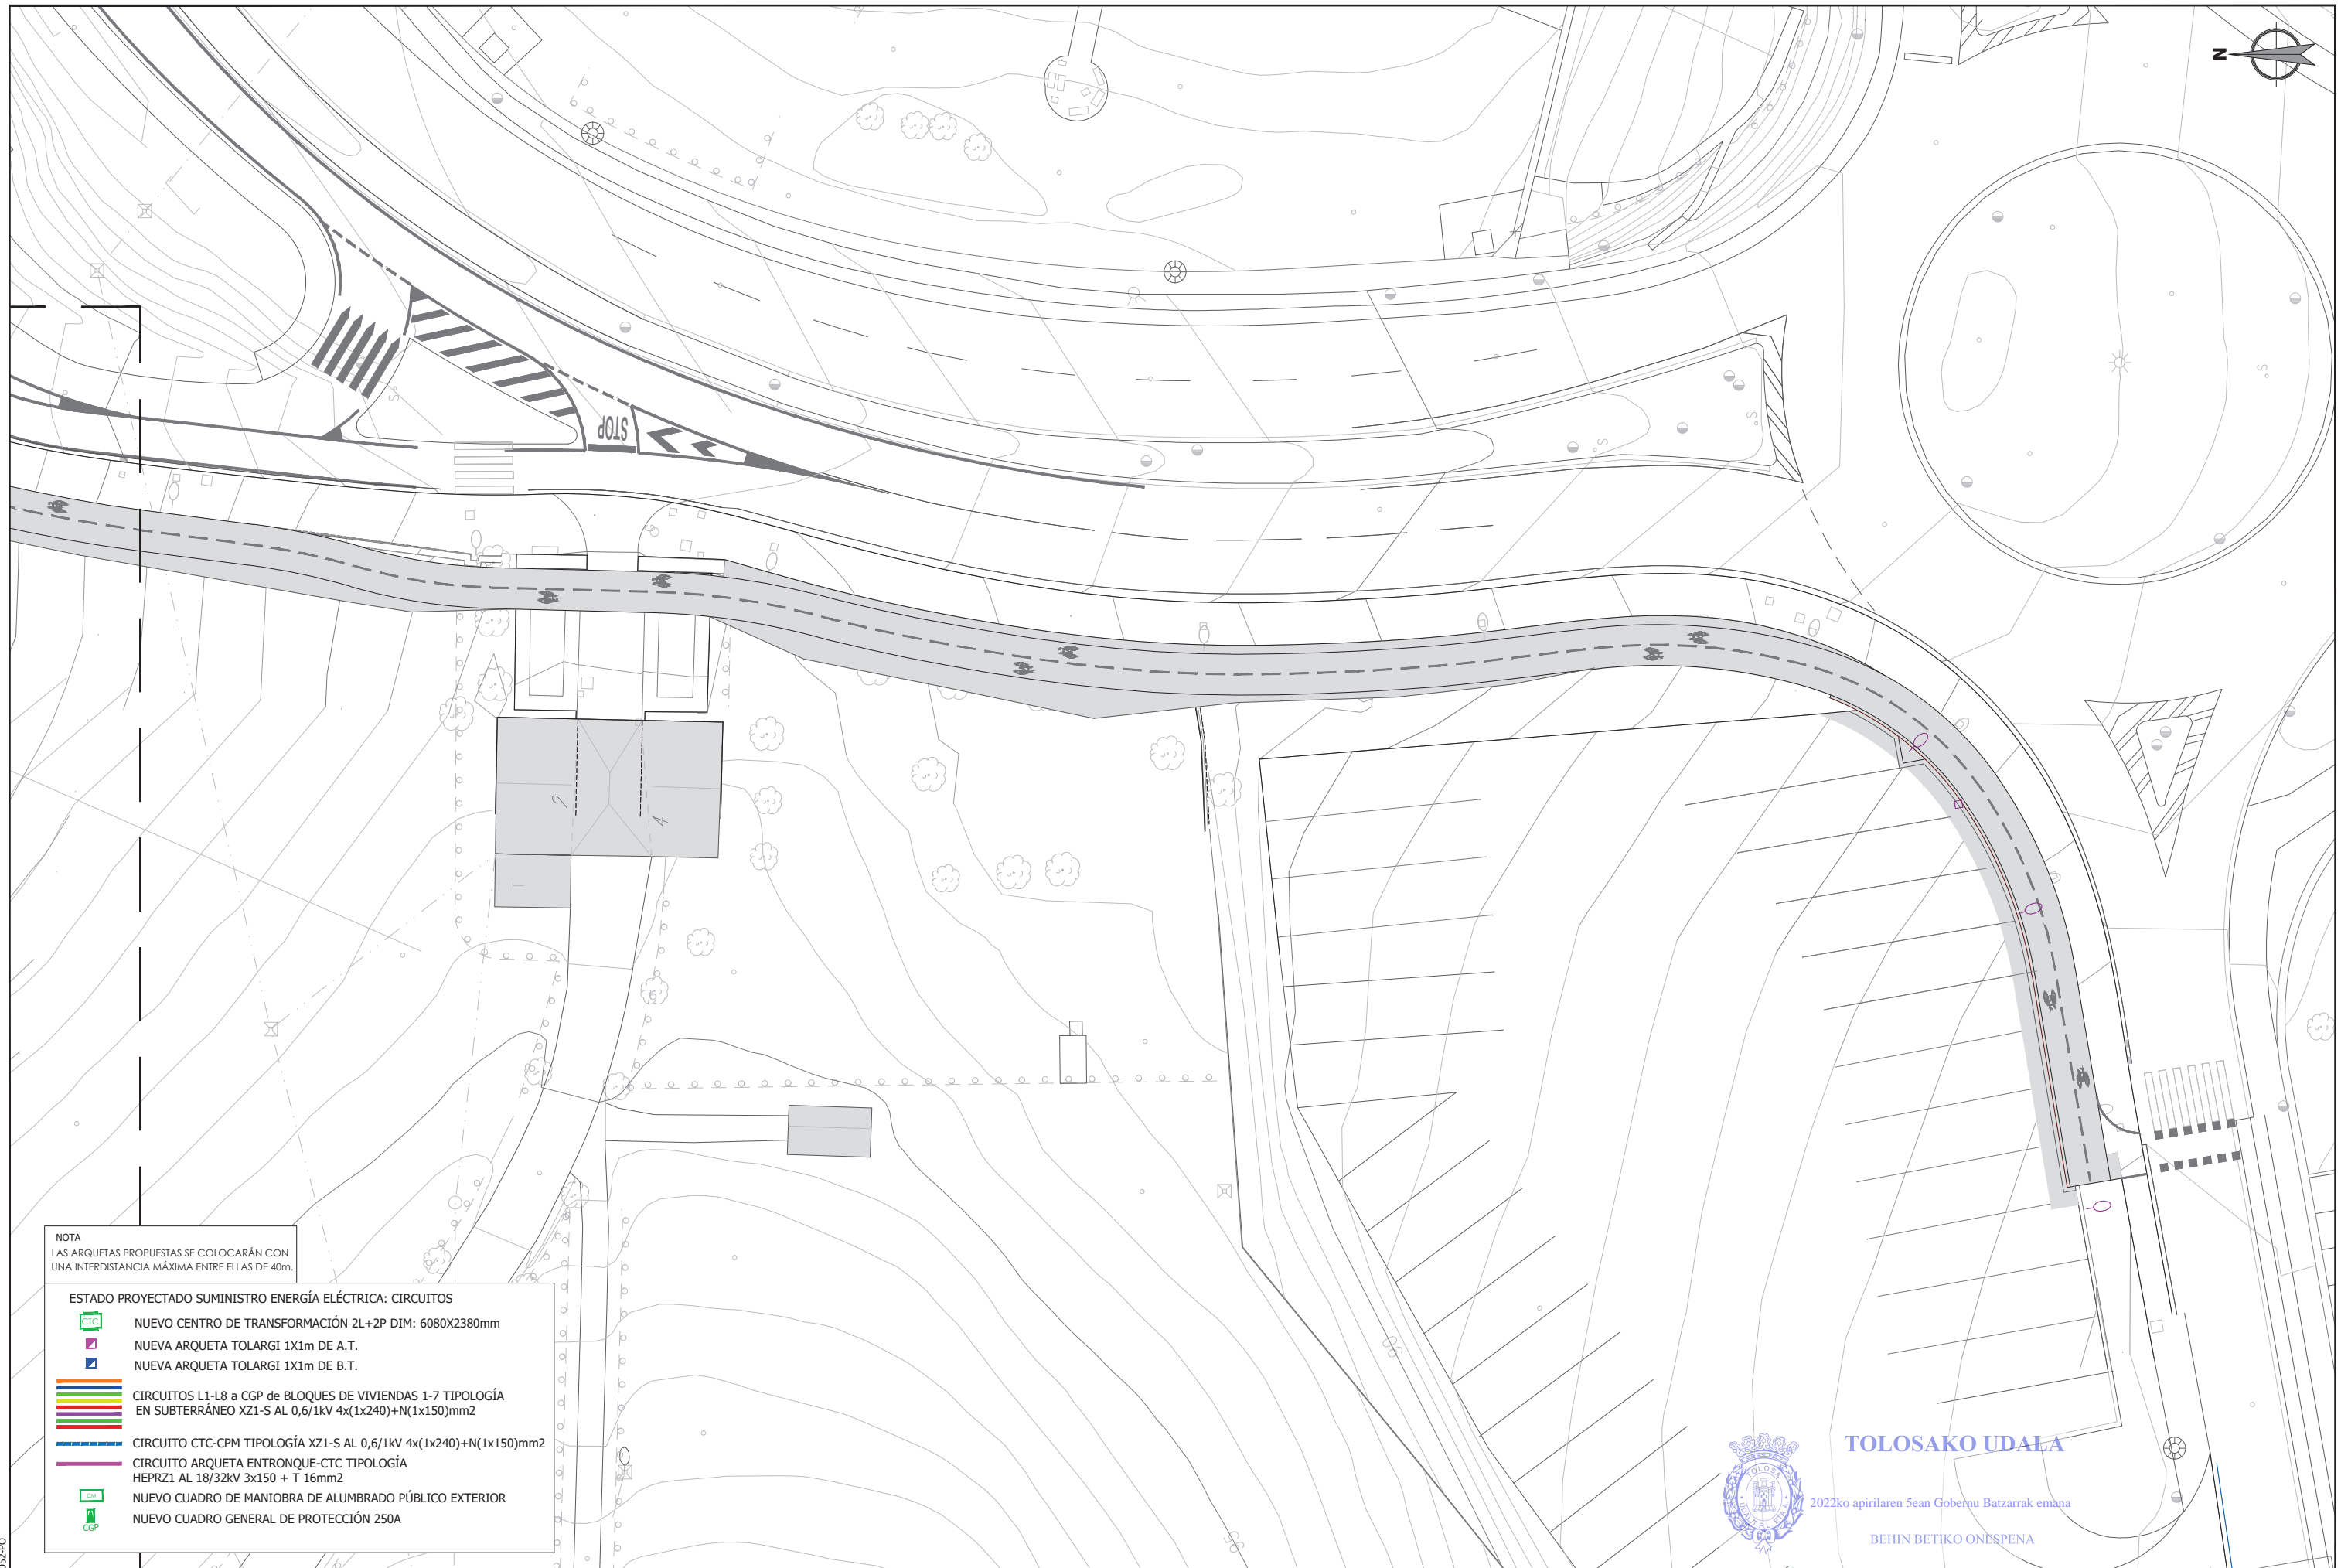 N
STOP
2
4
T
NOTA
LAS ARQUETAS PROPUESTAS SE COLOCARÁN CON
UNA INTERDISTANCIA MÁXIMA ENTRE ELLAS DE 40m.
ESTADO PROYECTADO SUMINISTRO ENERGÍA ELÉCTRICA: CIRCUITOS
CTC NUEVO CENTRO DE TRANSFORMACIÓN 2L+2P DIM: 6080X2380mm
NUEVA ARQUETA TOLARGI 1X1m DE A.T.
NUEVA ARQUETA TOLARGI 1X1m DE B.T.
CIRCUITOS L1-L8 a CGP de BLOQUES DE VIVIENDAS 1-7 TIPOLOGÍA
EN SUBTERRÁNEO XZ1-S AL 0,6/1kV 4x(1x240)+N(1x150)mm2
CIRCUITO CTC-CPM TIPOLOGÍA XZ1-S AL 0,6/1kV 4x(1x240)+N(1x150)mm2
CIRCUITO ARQUETA ENTRONQUE-CTC TIPOLOGÍA
HEPRZ1 AL 18/32kV 3x150 + T 16mm2
CM NUEVO CUADRO DE MANIOBRA DE ALUMBRADO PÚBLICO EXTERIOR
NUEVO CUADRO GENERAL DE PROTECCIÓN 250A
CGP
TOLOSAKO UDALA
2022ko apirilaren 5ean Gobernu Batzarrak emana
BEHIN BETIKO ONESPENA